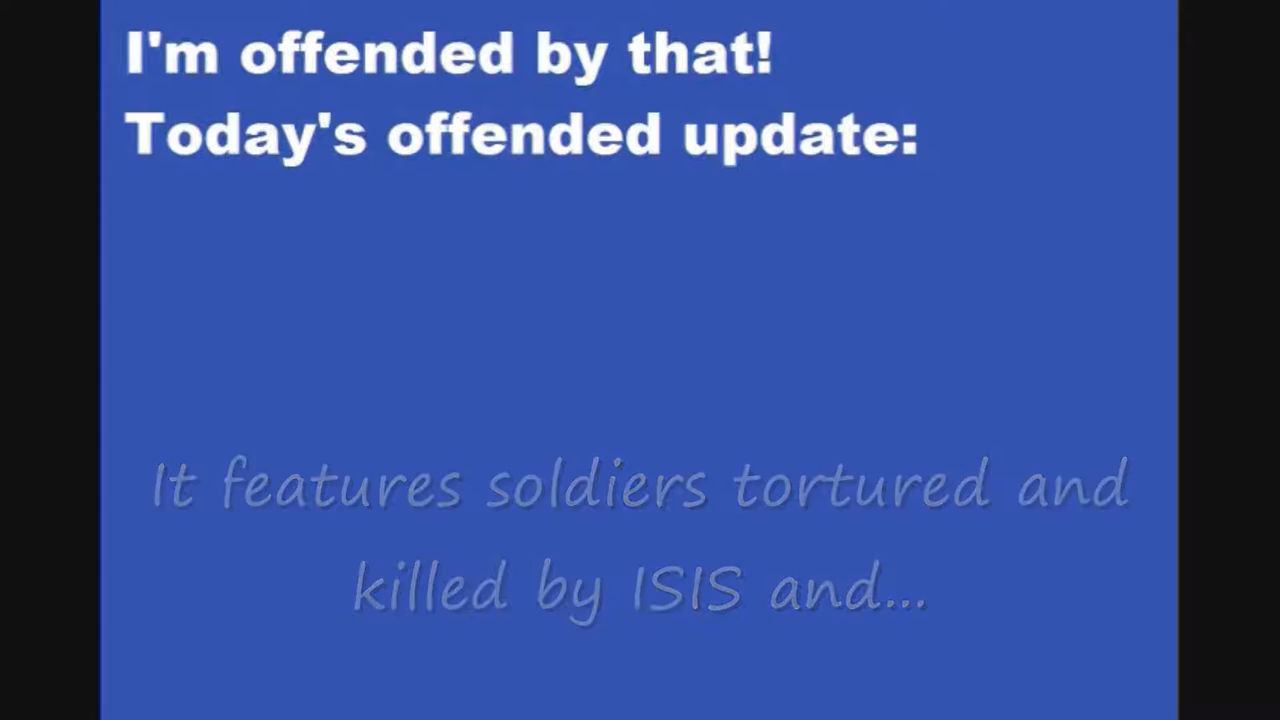 I'm offended by that!
Today's offended update:
It features soldiers tortured and
killed by ISIS and...